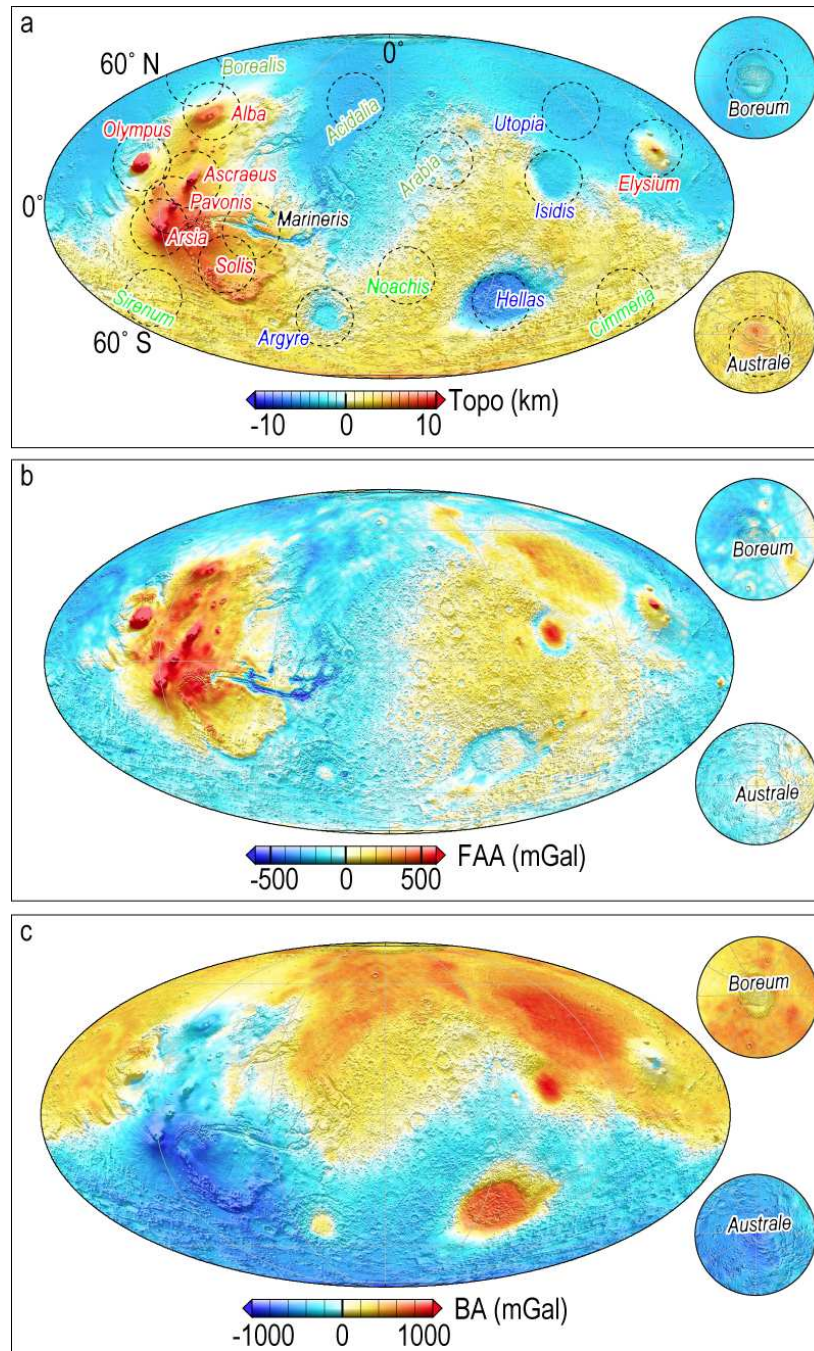 a
0°
60° N
Borealis
Boreum
Olympus
Alba
Acidalia
Utopia
Arabia
Ascraeus
Elysium
0°
Pavonis
Marineris
Isidis
Arsia
Solis
Noachis
Hellas
Sirenum
Cimmeria
60° S
Argyre
Australe
Topo (km)
-10 0 10
b
Boreum
Australe
FAA (mGal)
-500 0 500
c
Boreum
Australe
BA (mGal)
-1000 0 1000